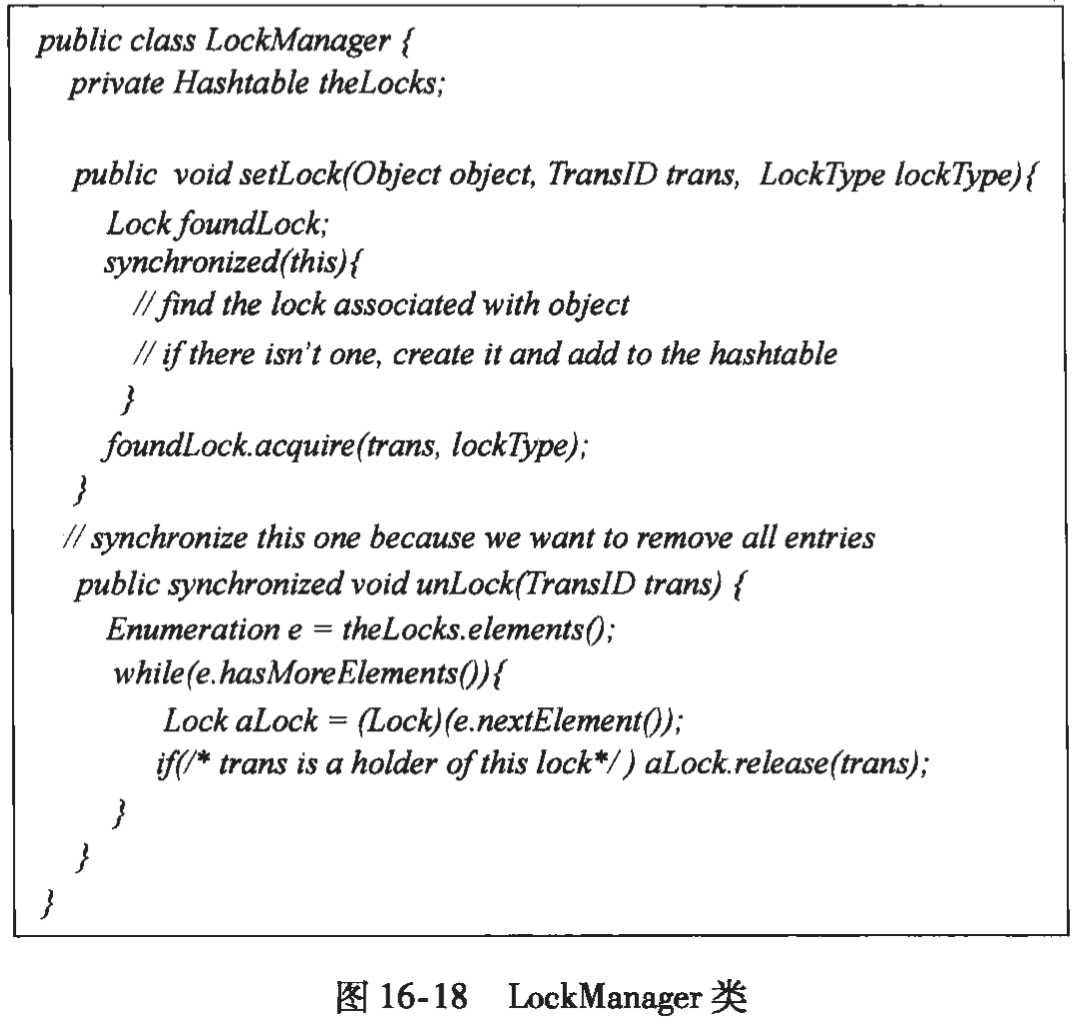 public class LockManager {
private Hashtable theLocks;
public void setLock(Object object, TransID trans, LockType lockType){
Lock foundLock;
synchronized(this){
// find the lock associated with object
// if there isn't one, create it and add to the hashtable
}
foundLock.acquire(trans, lockType);
}
// synchronize this one because we want to remove all entries
public synchronized void unLock(TransID trans) {
Enumeration e = theLocks.elements();
while(e.hasMoreElements()){
Lock aLock = (Lock)(e.nextElement());
if(/* trans is a holder of this lock*/ ) aLock.release(trans);
}
}
}
图 16-18 LockManager 类